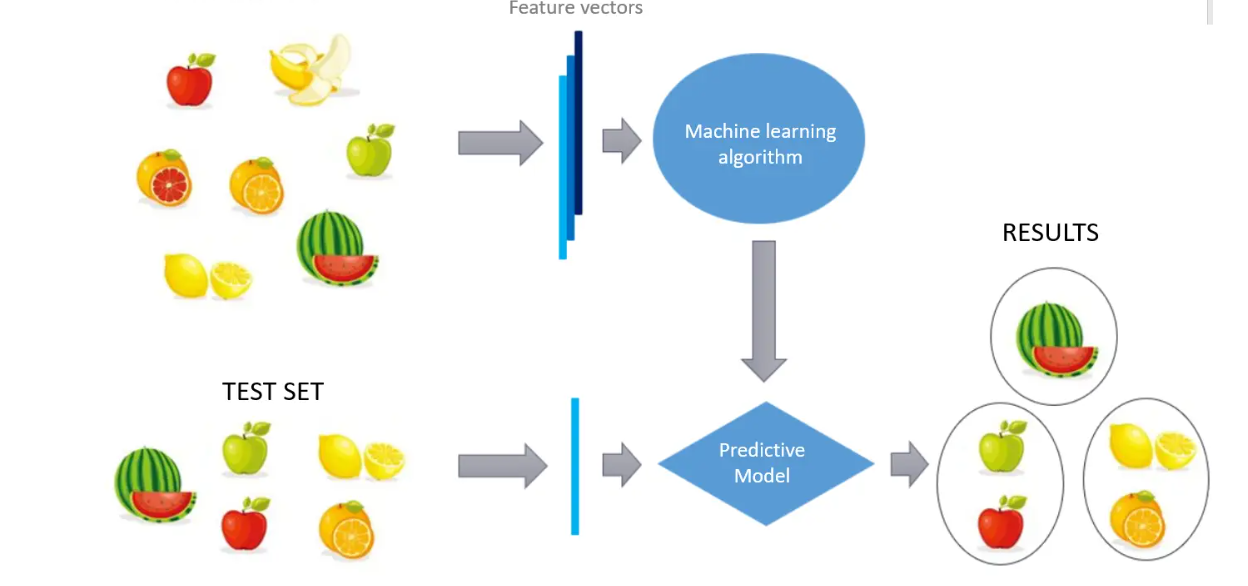 Feature vectors
Machine learning
algorithm
RESULTS
TEST SET
Predictive
Model